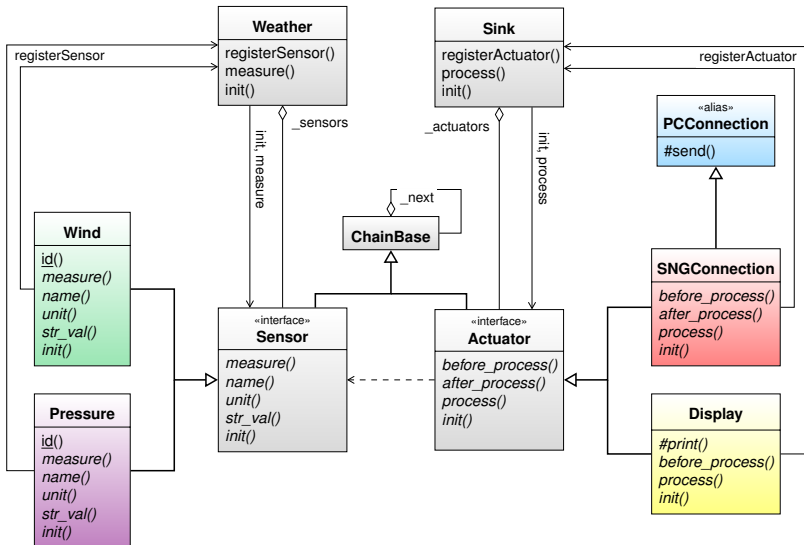 Weather
registerSensor()
measure()
init()
Sink
registerActuator()
process()
init()
registerSensor
registerActuator
_sensors
_actuators
init, measure
init, process
«alias»
PCConnection
#send()
_next
ChainBase
Wind
id()
measure()
name()
unit()
str_val()
init()
SNGConnection
before_process()
after_process()
process()
init()
«interface»
Sensor
measure()
name()
unit()
str_val()
init()
«interface»
Actuator
before_process()
after_process()
process()
init()
Pressure
id()
measure()
name()
unit()
str_val()
init()
Display
#print()
before_process()
process()
init()